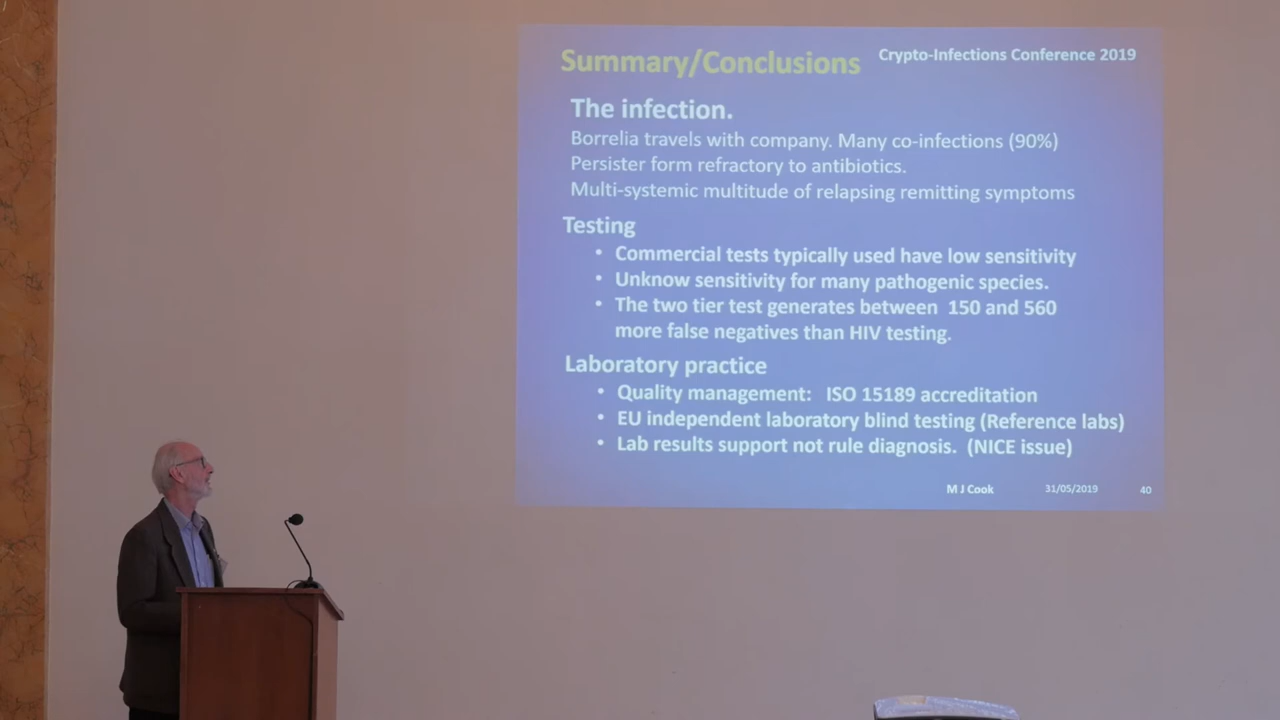 Summary/Conclusions
Crypto-Infections Conference 2019
The infection.
Borrelia travels with company. Many co-infections (90%)
Persister form refractory to antibiotics.
Multi-systemic multitude of relapsing remitting symptoms
Testing
• Commercial tests typically used have low sensitivity
• Unknow sensitivity for many pathogenic species.
• The two tier test generates between 150 and 560
more false negatives than HIV testing.
Laboratory practice
• Quality management: ISO 15189 accreditation
• EU independent laboratory blind testing (Reference labs)
• Lab results support not rule diagnosis. (NICE issue)
M J Cook
31/05/2019
40